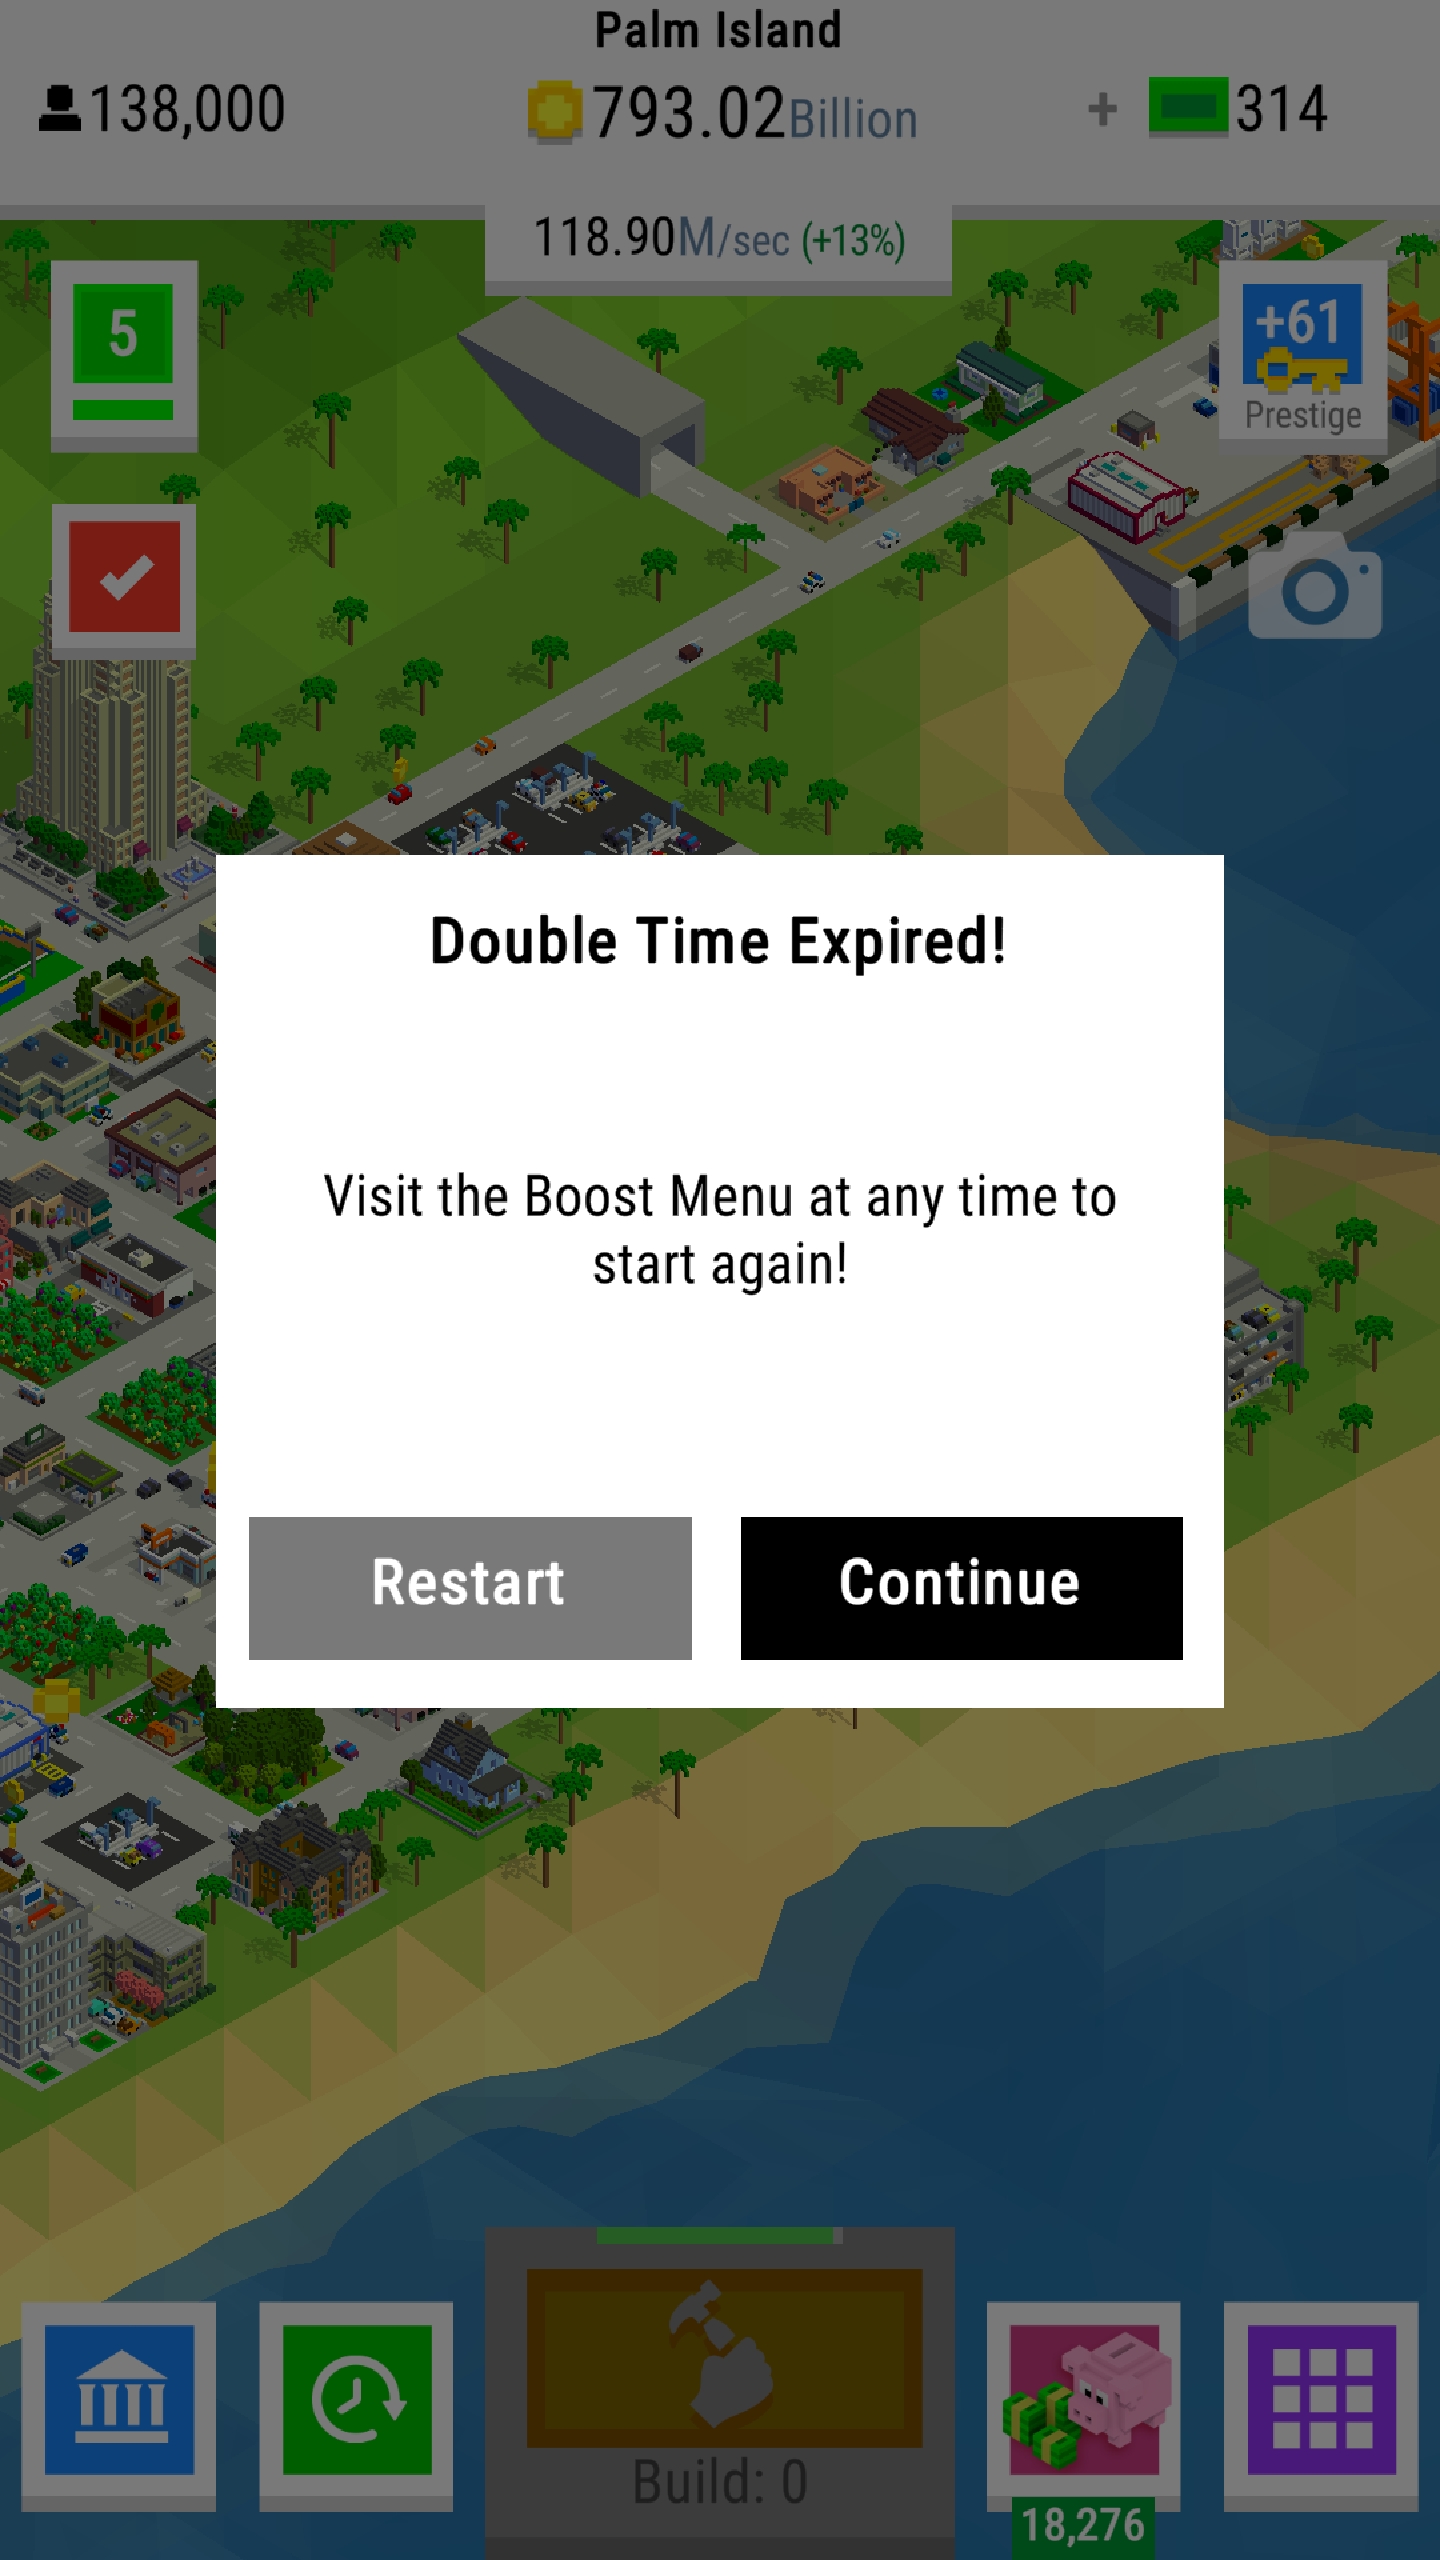 Palm Island
138,000
793.02Billion
+ 314
118.90M/sec (+13%)
5
+61
Prestige
Double Time Expired!
Visit the Boost Menu at any time to
start again!
Restart
Continue
Build: 0
18,276